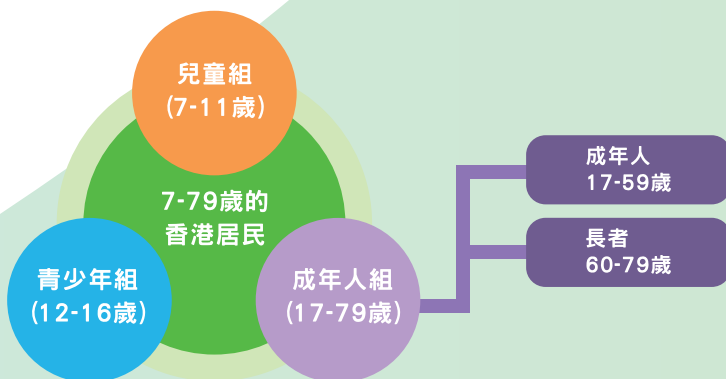 兒童組
(7-11歲)
7-79歲的
香港居民
青少年組
(12-16歲)
成年人組
(17-79歲)
成年人
17-59歲
長者
60-79歲